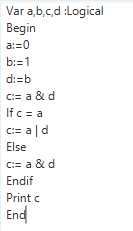 Var a,b,c,d :Logical
Begin
a:=0
b:=1
d:=b
c:= a & d
If c = a
c:= a | d
Else
c:= a & d
Endif
Print c
End